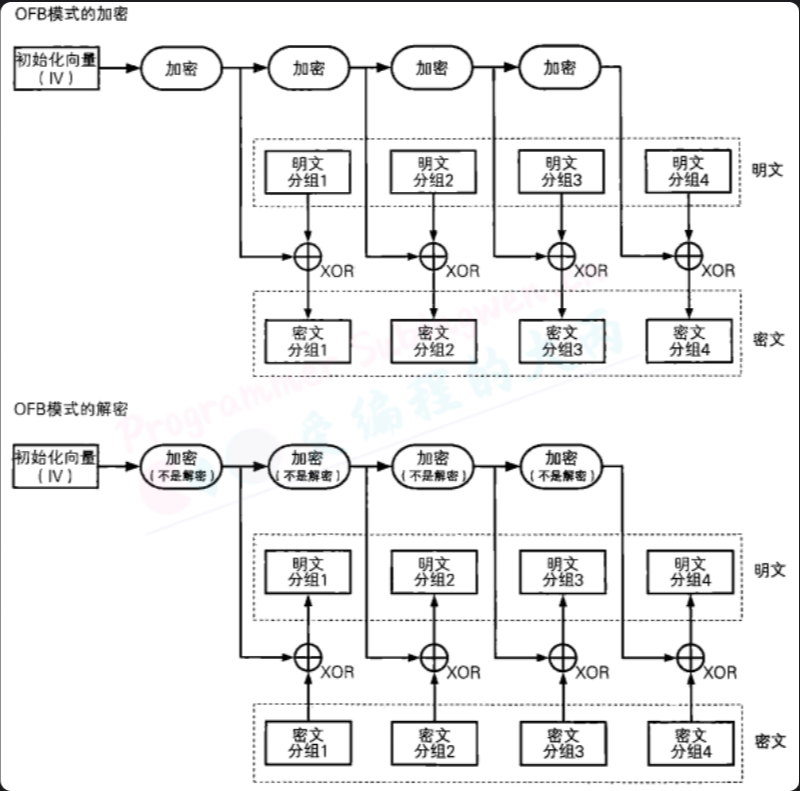 OFB模式的加密
初始化向量
(IV)
加密
加密
加密
加密
明文
分组1
明文
分组2
明文
分组3
明文
分组4
明文
XOR
XOR
XOR
XOR
密文
分组1
密文
分组2
密文
分组3
密文
分组4
密文
OFB模式的解密
初始化向量
(IV)
加密
(不是解密)
加密
(不是解密)
加密
(不是解密)
加密
(不是解密)
明文
分组1
明文
分组2
明文
分组3
明文
分组4
明文
XOR
XOR
XOR
XOR
密文
分组1
密文
分组2
密文
分组3
密文
分组4
密文
Programmer
爱编程的大丙